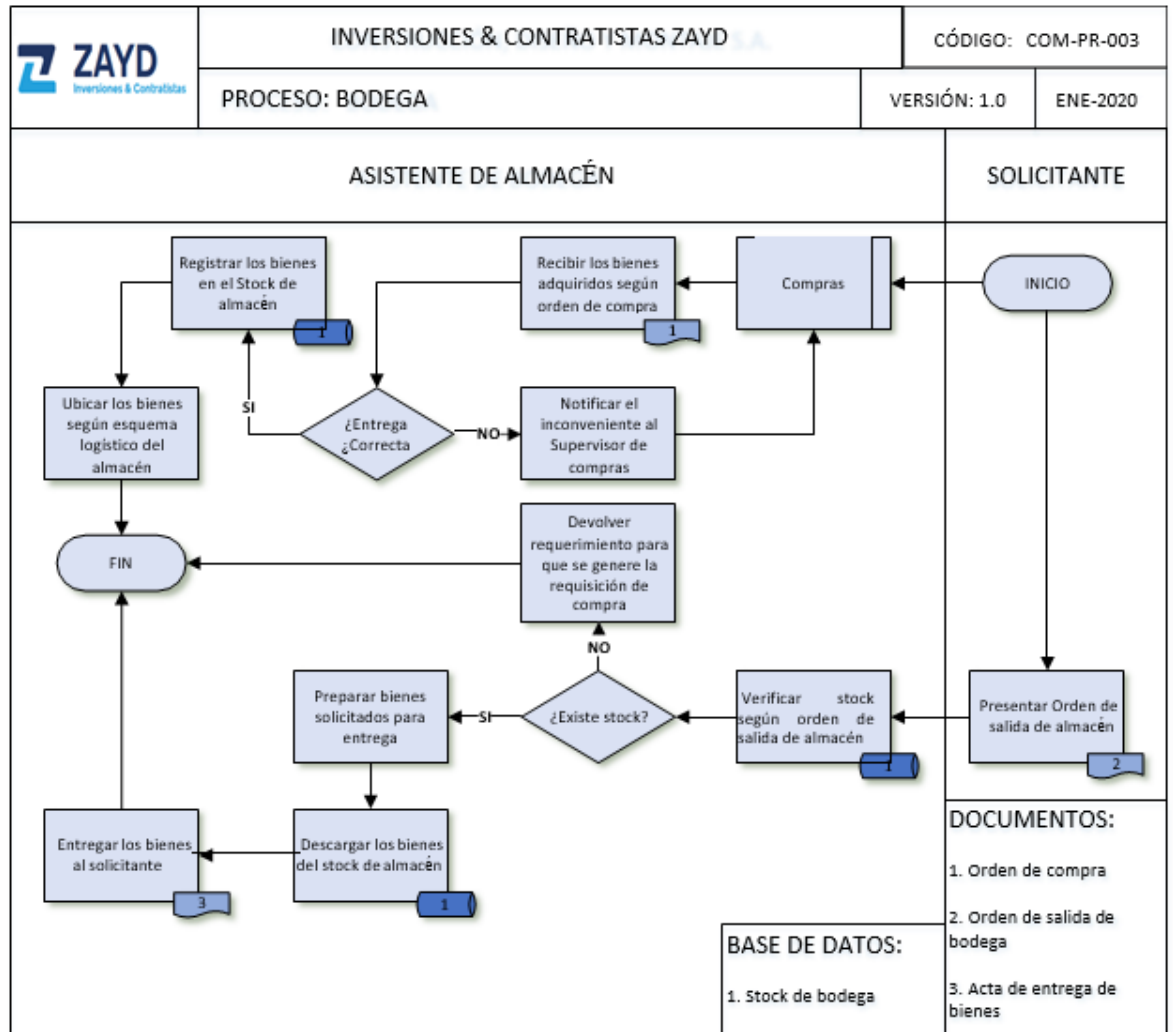 ZAYD
Inversiones & Contratistas
INVERSIONES & CONTRATISTAS ZAYD S.A.
CÓDIGO: COM-PR-003
PROCESO: BODEGA
VERSIÓN: 1.0
ENE-2020
ASISTENTE DE ALMACÉN
SOLICITANTE
Registrar los bienes
en el Stock de
almacén
1
Recibir los bienes
adquiridos según
orden de compra
1
Compras
INICIO
Ubicar los bienes
según esquema
logístico del
almacén
SI
¿Entrega
¿Correcta
NO
Notificar el
inconveniente al
Supervisor de
compras
FIN
Devolver
requerimiento para
que se genere la
requisición de
compra
NO
Preparar bienes
solicitados para
entrega
SI
¿Existe stock?
Verificar stock
según orden de
salida de almacén
1
Presentar Orden de
salida de almacén
2
Entregar los bienes
al solicitante
3
Descargar los bienes
del stock de almacén
1
DOCUMENTOS:
1. Orden de compra
2. Orden de salida de
bodega
3. Acta de entrega de
bienes
BASE DE DATOS:
1. Stock de bodega